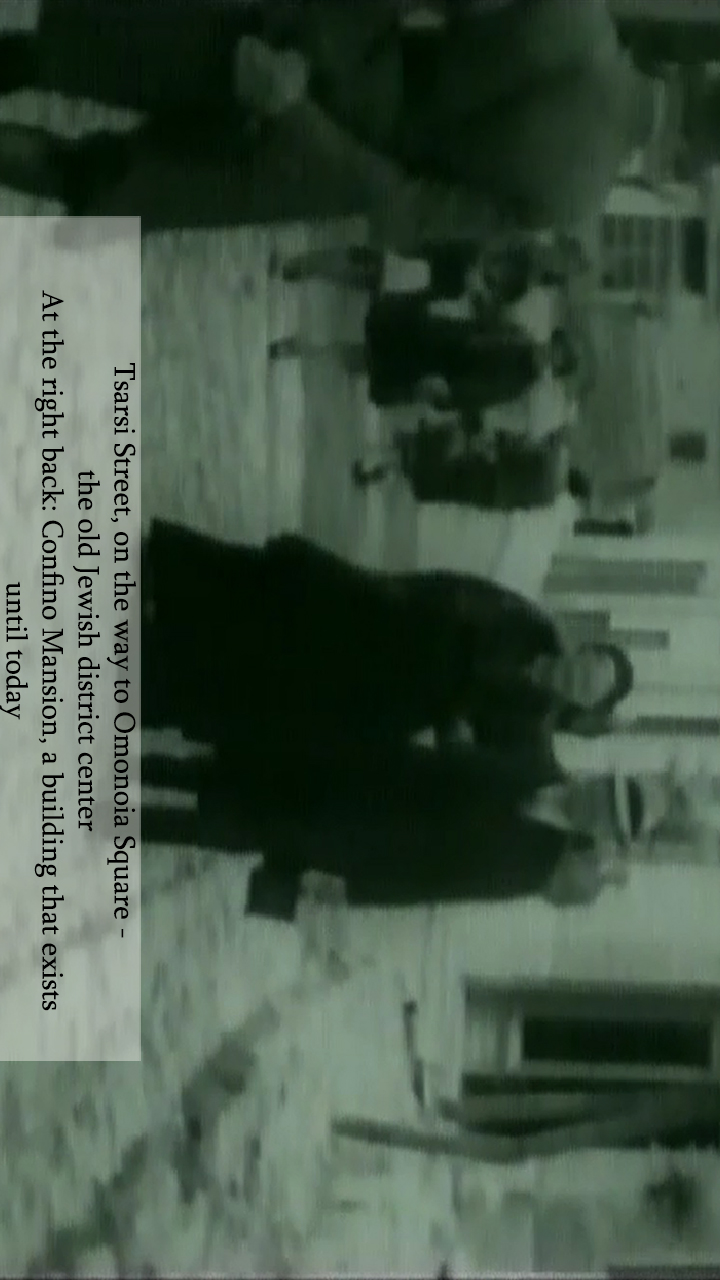 Tsarsi Street, on the way to Omonoia Square -
the old Jewish district center
At the right back: Confino Mansion, a building that exists
until today